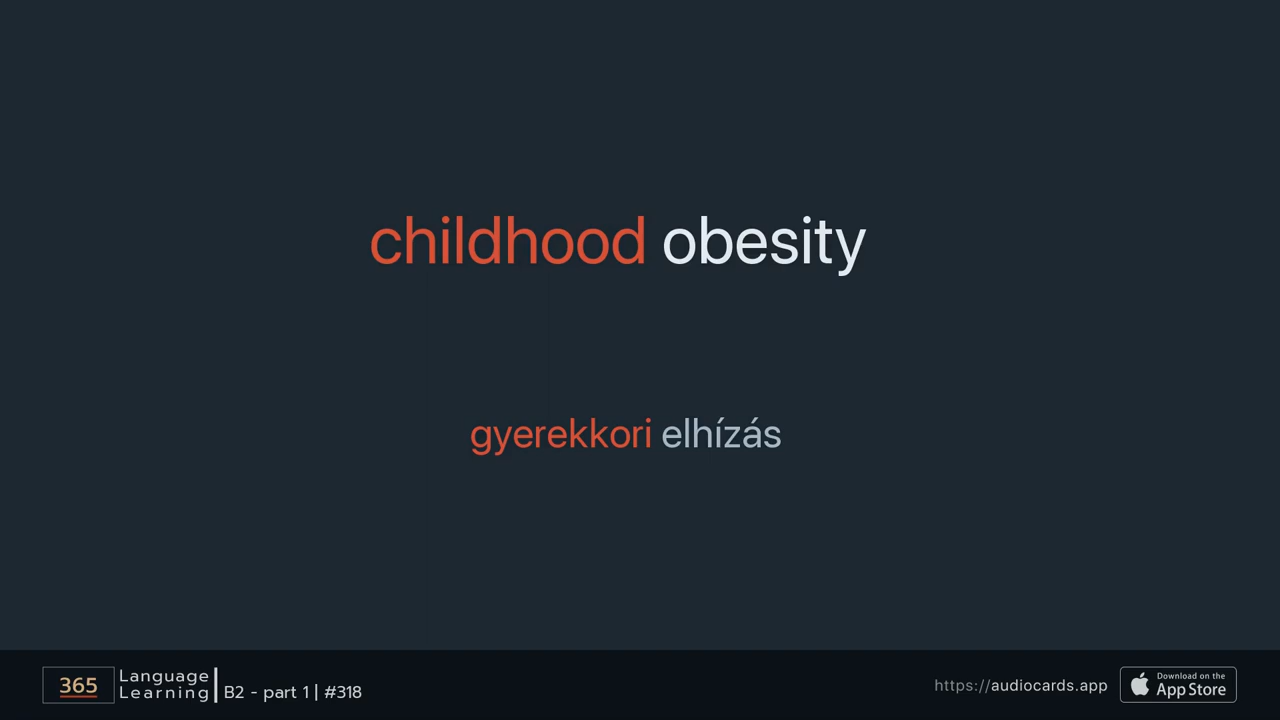 childhood obesity
gyerekkori elhízás
365 Language Learning
B2 - part 1 | #318
https://audiocards.app
Download on the
App Store